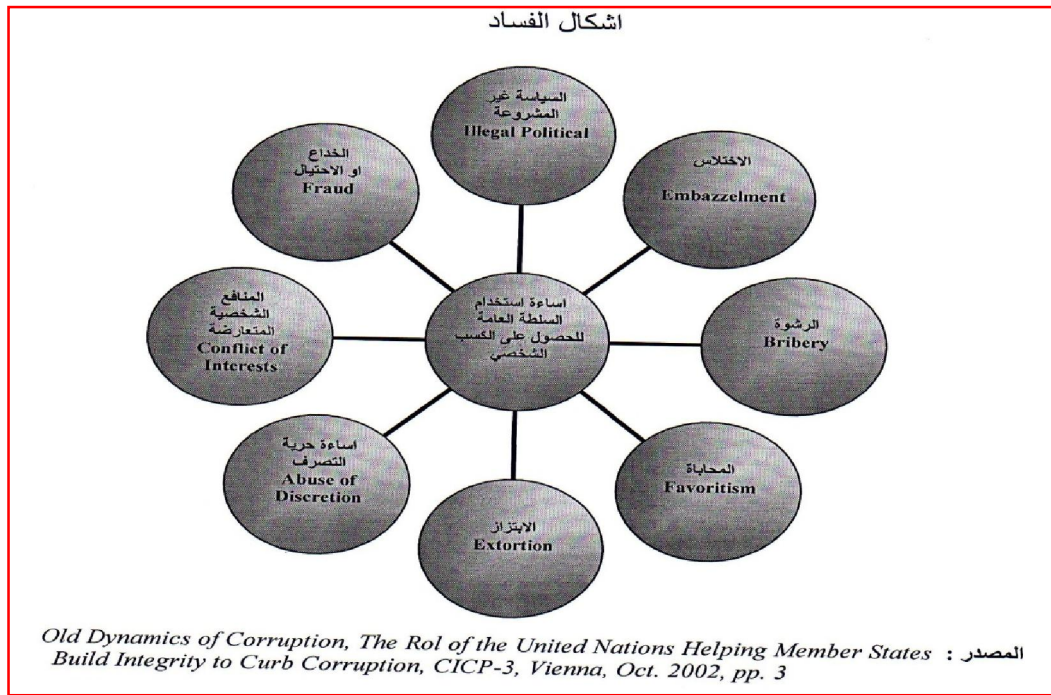 اشكال الفساد
السياسة غير
المشروعة
Illegal Political
الاختلاس
Embazzelment
الرشوة
Bribery
المحاباة
Favoritism
الابتزاز
Extortion
اساءة حرية
التصرف
Abuse of
Discretion
المنافع
الشخصية
المتعارضة
Conflict of
Interests
الخداع
او الاحتيال
Fraud
اساءة استخدام
السلطة العامة
للحصول على الكسب
الشخصي
المصدر : Old Dynamics of Corruption, The Rol of the United Nations Helping Member States
Build Integrity to Curb Corruption, CICP-3, Vienna, Oct. 2002, pp. 3